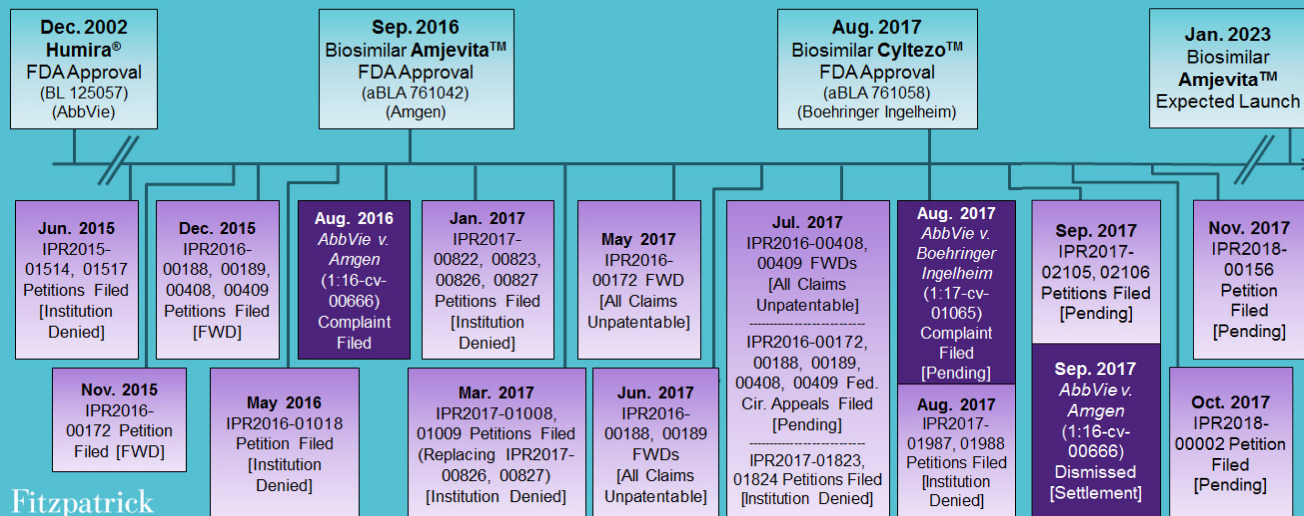 Dec. 2002
Humira®
FDA Approval
(BL 125057)
(AbbVie)
Sep. 2016
Biosimilar Amjevita™
FDA Approval
(aBLA 761042)
(Amgen)
Aug. 2017
Biosimilar Cyltezo™
FDA Approval
(aBLA 761058)
(Boehringer Ingelheim)
Jan. 2023
Biosimilar
Amjevita™
Expected Launch
Jun. 2015
IPR2015-
01514, 01517
Petitions Filed
[Institution
Denied]
Dec. 2015
IPR2016-
00188, 00189,
00408, 00409
Petitions Filed
[FWD]
Aug. 2016
AbbVie v.
Amgen
(1:16-cv-
00666)
Complaint
Filed
Jan. 2017
IPR2017-
00822, 00823,
00826, 00827
Petitions Filed
[Institution
Denied]
May 2017
IPR2016-
00172 FWD
[All Claims
Unpatentable]
Jul. 2017
IPR2016-00408,
00409 FWDs
[All Claims
Unpatentable]
---------------------------
IPR2016-00172,
00188, 00189,
00408, 00409 Fed.
Cir. Appeals Filed
[Pending]
---------------------------
IPR2017-01823,
01824 Petitions Filed
[Institution Denied]
Aug. 2017
AbbVie v.
Boehringer
Ingelheim
(1:17-cv-
01065)
Complaint
Filed
[Pending]
Sep. 2017
IPR2017-
02105, 02106
Petitions Filed
[Pending]
Nov. 2017
IPR2018-
00156
Petition
Filed
[Pending]
Nov. 2015
IPR2016-
00172 Petition
Filed [FWD]
May 2016
IPR2016-01018
Petition Filed
[Institution
Denied]
Mar. 2017
IPR2017-01008,
01009 Petitions Filed
(Replacing IPR2017-
00826, 00827)
[Institution Denied]
Jun. 2017
IPR2016-
00188, 00189
FWDs
[All Claims
Unpatentable]
Aug. 2017
IPR2017-
01987, 01988
Petitions Filed
[Institution
Denied]
Sep. 2017
AbbVie v.
Amgen
(1:16-cv-
00666)
Dismissed
[Settlement]
Oct. 2017
IPR2018-
00002 Petition
Filed
[Pending]
Fitzpatrick